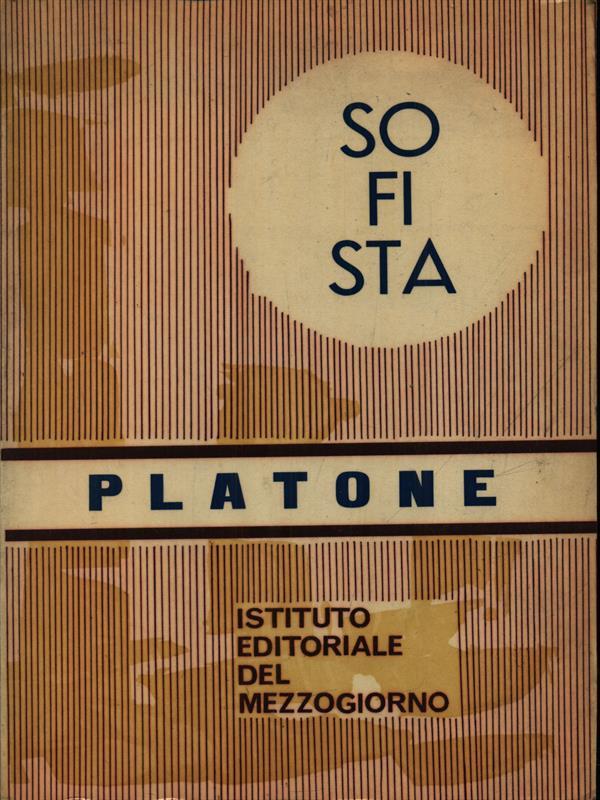 SO
FI
STA
PLATONE
ISTITUTO
EDITORIALE
DEL
MEZZOGIORNO